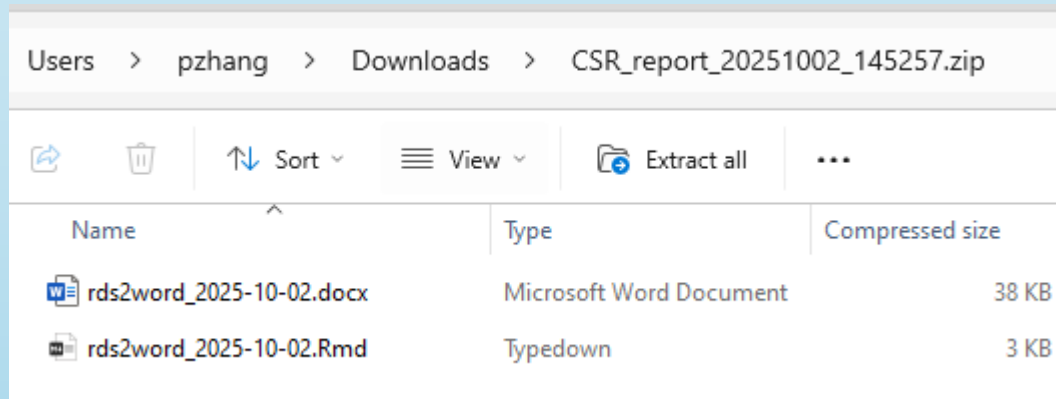 Users > pzhang > Downloads > CSR_report_20251002_145257.zip
Sort View Extract all ...
Name Type Compressed size
rds2word_2025-10-02.docx Microsoft Word Document 38 KB
rds2word_2025-10-02.Rmd Typedown 3 KB